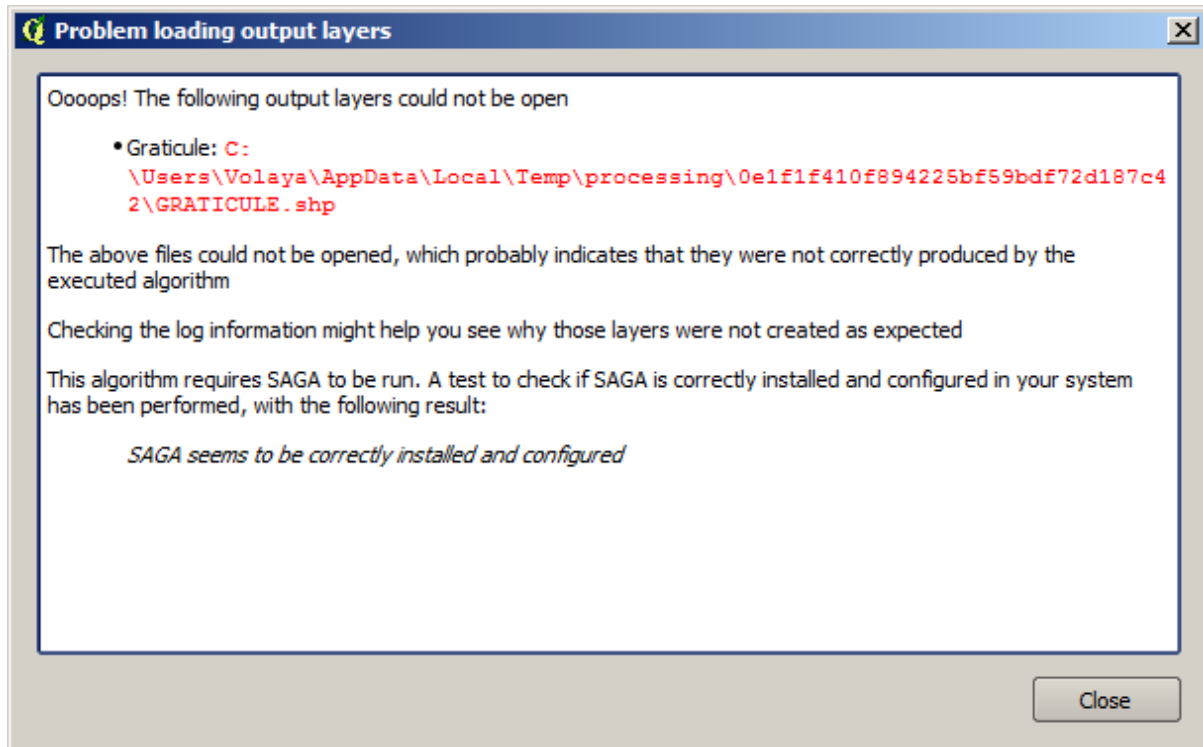 Problem loading output layers
Oooops! The following output layers could not be open
• Graticule: C:
\Users\Volaya\AppData\Local\Temp\processing\0e1f1f410f894225bf59bdf72d187c4
2\GRATICULE.shp
The above files could not be opened, which probably indicates that they were not correctly produced by the
executed algorithm
Checking the log information might help you see why those layers were not created as expected
This algorithm requires SAGA to be run. A test to check if SAGA is correctly installed and configured in your system
has been performed, with the following result:
SAGA seems to be correctly installed and configured
Close